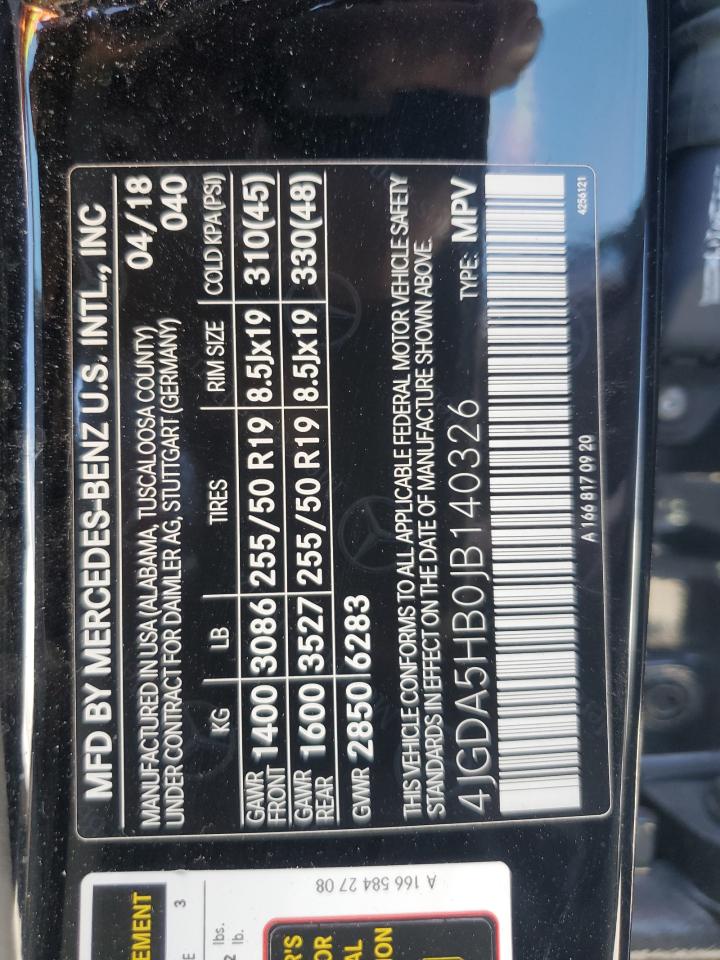 MFD BY MERCEDES-BENZ U.S. INTL., INC
MANUFACTURED IN USA (ALABAMA, TUSCALOOSA COUNTY) 04/18
UNDER CONTRACT FOR DAIMLER AG, STUTTGART (GERMANY) 040
KG LB TIRES RIM SIZE COLD KPA(PSI)
GAWR FRONT 1400 3086 255/50 R19 8.5Jx19 310(45)
GAWR REAR 1600 3527 255/50 R19 8.5Jx19 330(48)
GVWR 2850 6283
THIS VEHICLE CONFORMS TO ALL APPLICABLE FEDERAL MOTOR VEHICLE SAFETY
STANDARDS IN EFFECT ON THE DATE OF MANUFACTURE SHOWN ABOVE.
4JGDA5HB0JB140326 TYPE: MPV
A 166 817 09 20 4256121
A 166 584 27 08
EMENT
3
lbs.
lb.